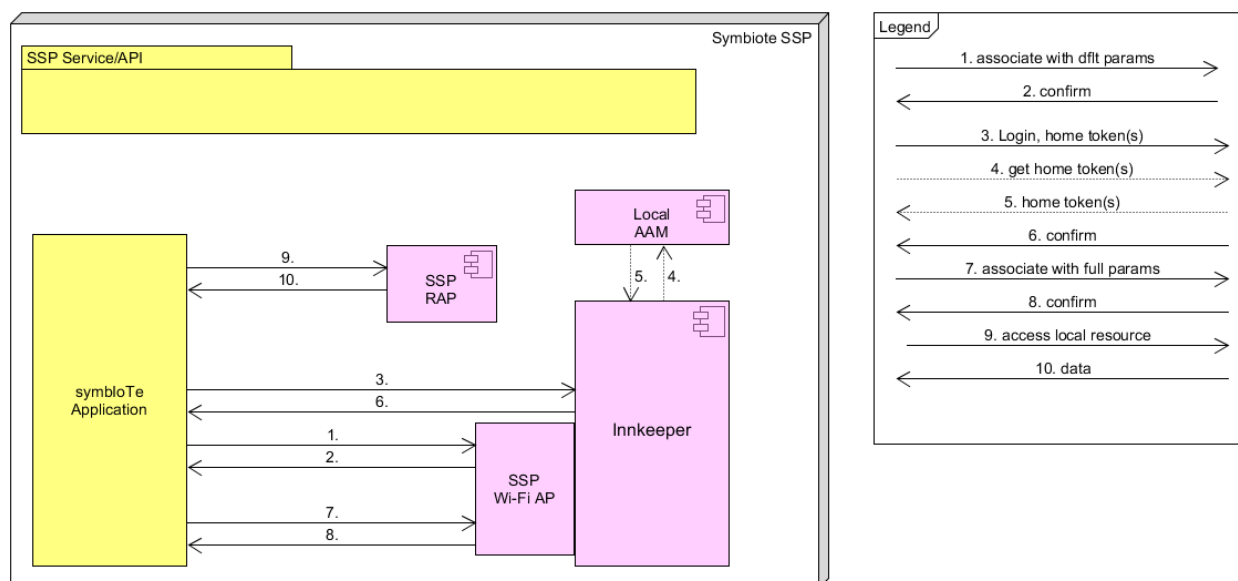 Symbiote SSP
SSP Service/API
Local
AAM
9.
10.
SSP
RAP
5.
4.
symbIoTe
Application
3.
6.
Innkeeper
1.
2.
SSP
Wi-Fi AP
7.
8.
Legend
1. associate with dflt params
2. confirm
3. Login, home token(s)
4. get home token(s)
5. home token(s)
6. confirm
7. associate with full params
8. confirm
9. access local resource
10. data